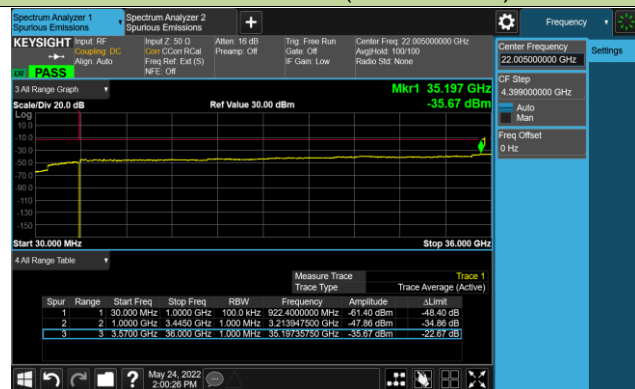 Spectrum Analyzer 1
Spurious Emissions
Spectrum Analyzer 2
Spurious Emissions
+
Frequency
KEYSIGHT
Input: RF
Coupling: DC
Align: Auto
Input Z: 50 Ω
Corr CCorr RCal
Freq Ref: Ext (S)
NFE: Off
Atten: 16 dB
Preamp: Off
Trig: Free Run
Gate: Off
IF Gain: Low
Center Freq: 22.005000000 GHz
Avg|Hold: 100/100
Radio Std: None
PASS
Center Frequency
22.005000000 GHz
Settings
CF Step
4.399000000 GHz
Auto
Man
Freq Offset
0 Hz
3 All Range Graph
Mkr1 35.197 GHz
Scale/Div 20.0 dB
Ref Value 30.00 dBm
-35.67 dBm
Log
10.0
-10.0
-30.0
-50.0
-70.0
-90.0
-110
-130
-150
1
Start 30.000 MHz
Stop 36.000 GHz
4 All Range Table
Measure Trace Trace 1
Trace Type Trace Average (Active)
Spur Range Start Freq Stop Freq RBW Frequency Amplitude ΔLimit
1 1 30.000 MHz 1.0000 GHz 100.0 kHz 922.4000000 MHz -61.40 dBm -48.40 dB
2 2 1.0000 GHz 3.4450 GHz 1.000 MHz 3.213947500 GHz -47.86 dBm -34.86 dB
3 3 3.5700 GHz 36.000 GHz 1.000 MHz 35.19735750 GHz -35.67 dBm -22.67 dB
?
May 24, 2022
2:00:26 PM